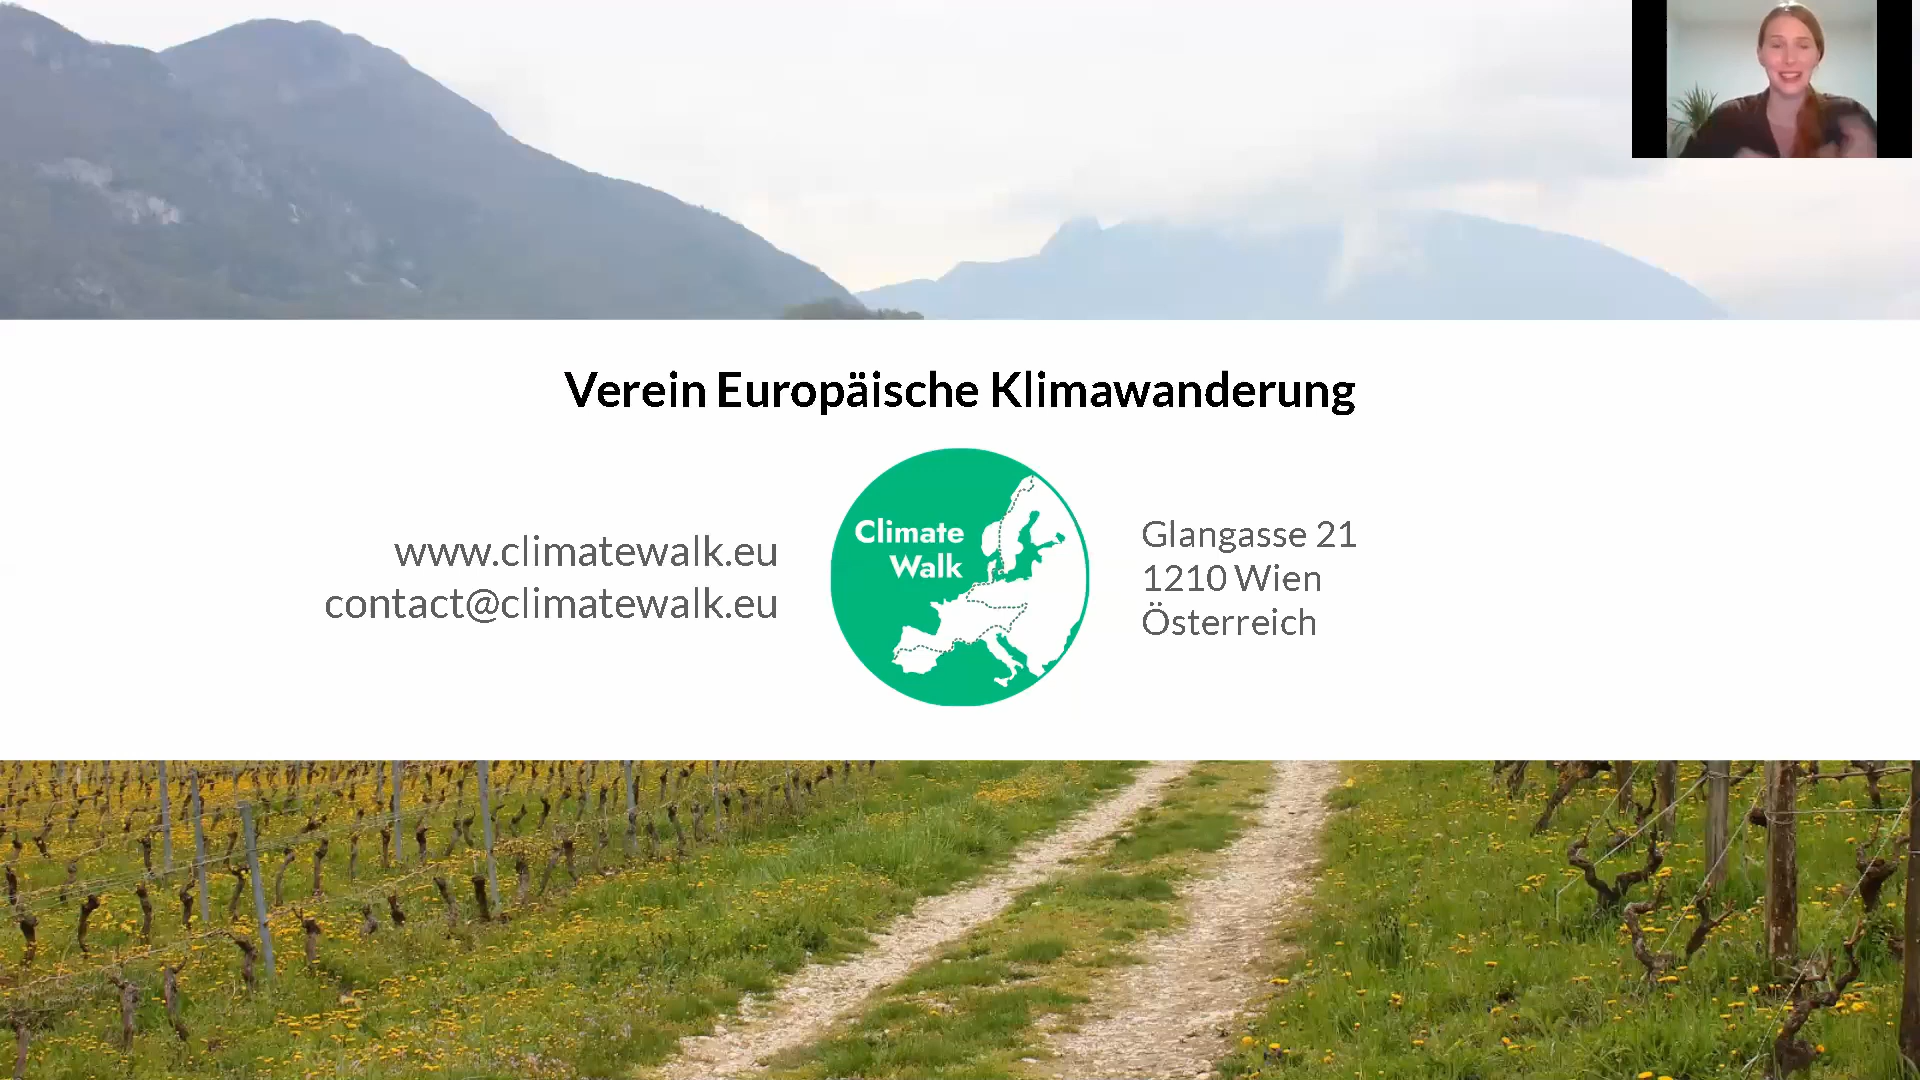 Verein Europäische Klimawanderung
www.climatewalk.eu
contact@climatewalk.eu
Climate
Walk
Glangasse 21
1210 Wien
Österreich